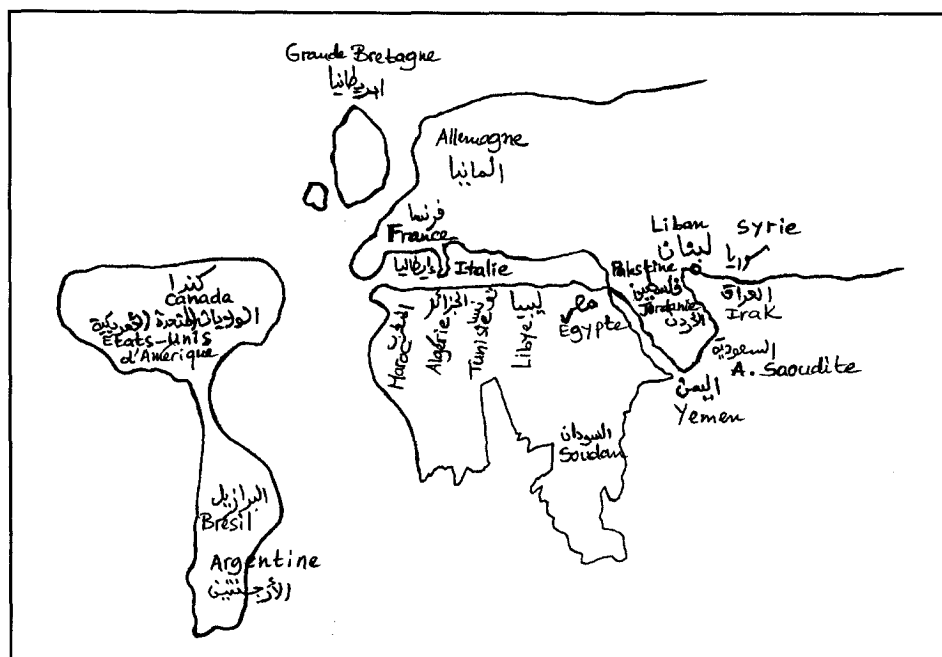 Grande Bretagne
ابريطانيا
Allemagne
المانيا
فرنسا
France
إيطاليا Italie
Liban
لبنان
Syrie
سوريا
Palestine
فلسطين
Jordanie
الأردن
العراق
Irak
السعودية
A. Saoudite
اليمن
Yemen
كندا
Canada
الولايات المتحدة الأمريكية
Etats-Unis
d'Amérique
المغرب
Maroc
الجزائر
Algérie
تونس
Tunisie
ليبيا
Libye
مصر
Egypte
السودان
Soudan
البرازيل
Brésil
Argentine
الأرجنتين